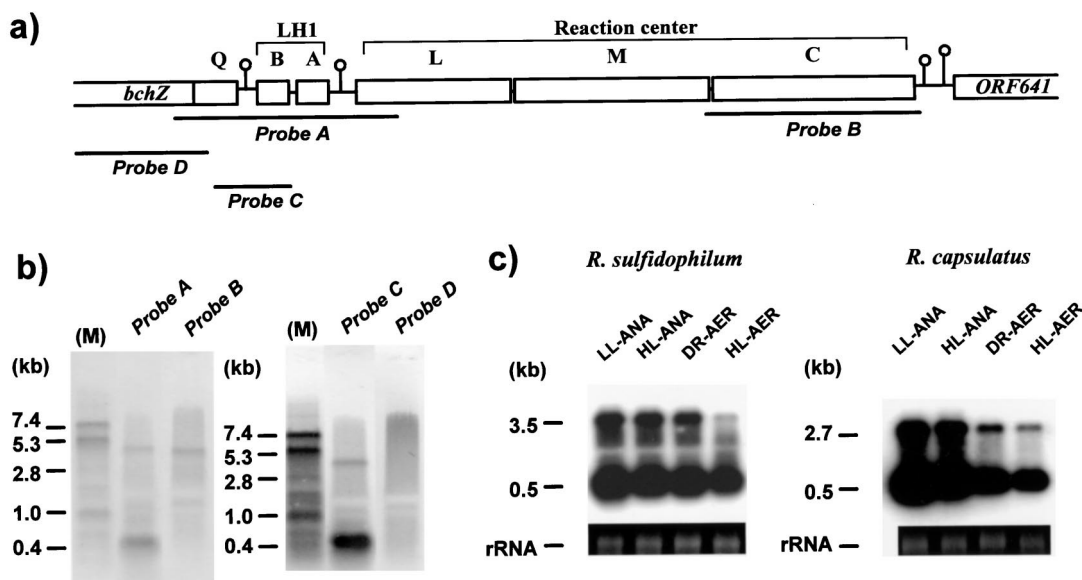 a)
LH1
Reaction center
Q B A L M C
bchZ
ORF641
Probe A
Probe B
Probe D
Probe C
b)
Probe A
Probe B
(M)
(kb)
7.4
5.3
2.8
1.0
0.4
Probe C
Probe D
(M)
(kb)
7.4
5.3
2.8
1.0
0.4
c)
R. sulfidophilum
LL-ANA
HL-ANA
DR-AER
HL-AER
(kb)
3.5
0.5
rRNA
R. capsulatus
LL-ANA
HL-ANA
DR-AER
HL-AER
(kb)
2.7
0.5
rRNA